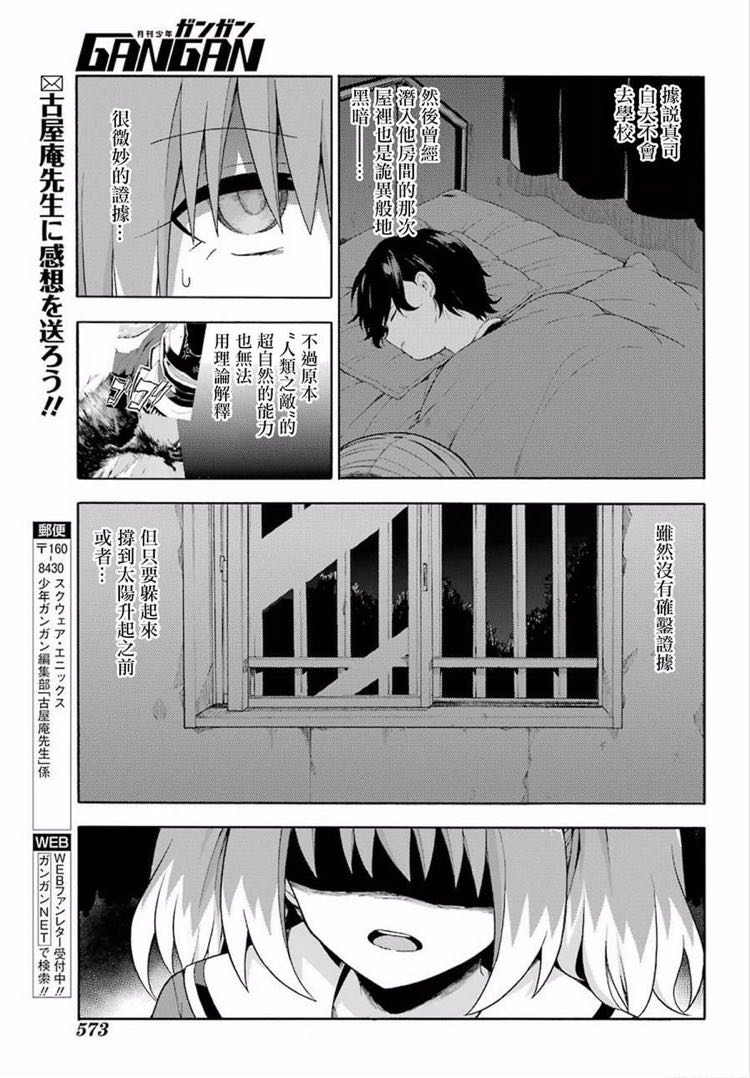 月刊少年
ガンガン
GANGAN
據說真司
白天不會
去學校
然後曾經
潛入他房間的那次
屋裡也是詭異般地
黑暗——…
很微妙的證據…
不過原本
“人類之敵”的
超自然的能力
也無法
用理論解釋
雖然沒有確鑿證據
但只要躲起來
撐到太陽升起之前
或者…
古屋庵先生に感想を送ろう!!
郵便
〒160-8430
スクウェア・エニックス
少年ガンガン編集部「古屋庵先生」係
WEB
WEBファンレター受付中!!
ガンガンNETで検索!!
573